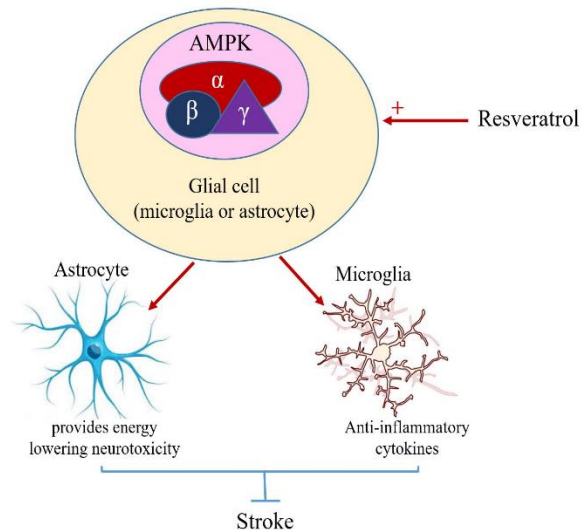 AMPK
α
β
γ
+
Resveratrol
Glial cell
(microglia or astrocyte)
Astrocyte
Microglia
provides energy
lowering neurotoxicity
Anti-inflammatory
cytokines
Stroke